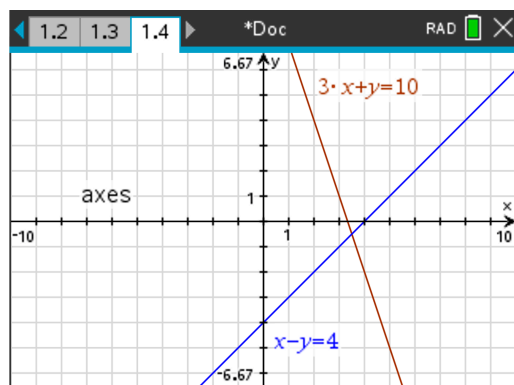 1.2 1.3 1.4 *Doc RAD
6.67 y
3· x+y=10
axes
1
x
-10 1 10
x−y=4
-6.67